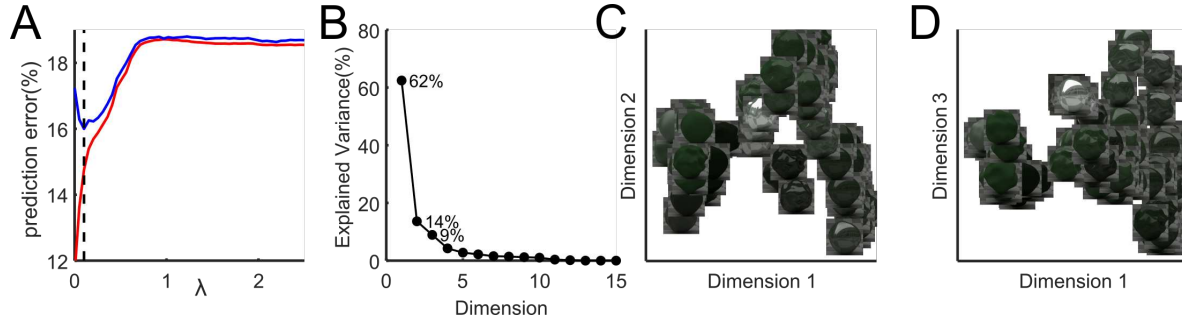 A
prediction error(%)
18
16
14
12
0
1
2
λ
B
Explained Variance(%)
80
60
40
20
0
62%
14%
9%
0
5
10
15
Dimension
C
Dimension 2
Dimension 1
D
Dimension 3
Dimension 1